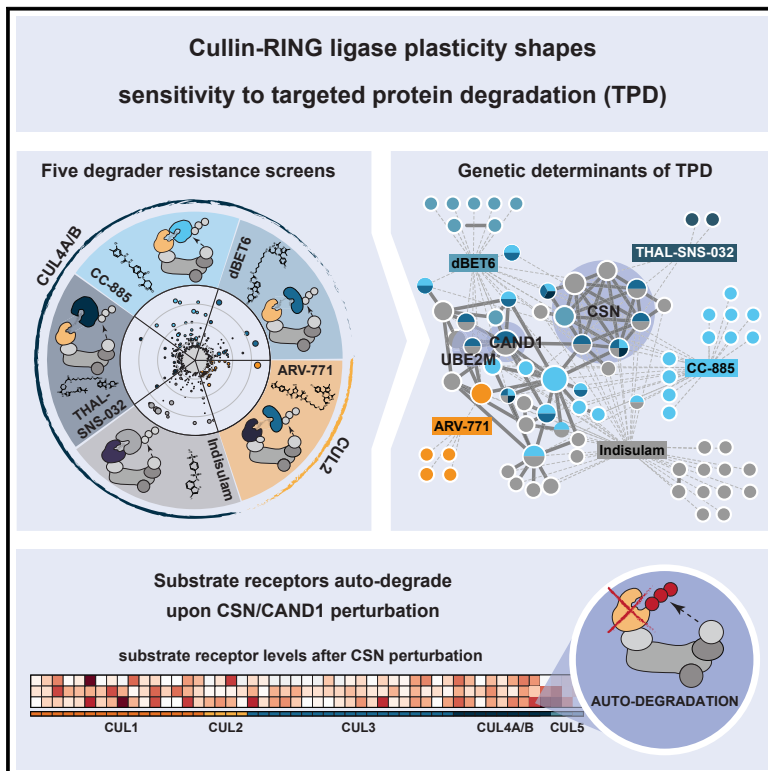 Cullin-RING ligase plasticity shapes
sensitivity to targeted protein degradation (TPD)
Five degrader resistance screens
CUL4A/B
CC-885
dBET6
THAL-
SNS-032
ARV-771
Indisulam
CUL2
Genetic determinants of TPD
THAL-SNS-032
dBET6
CSN
CAND1
UBE2M
CC-885
ARV-771
Indisulam
Substrate receptors auto-degrade
upon CSN/CAND1 perturbation
substrate receptor levels after CSN perturbation
CUL1
CUL2
CUL3
CUL4A/B
CUL5
AUTO-DEGRADATION